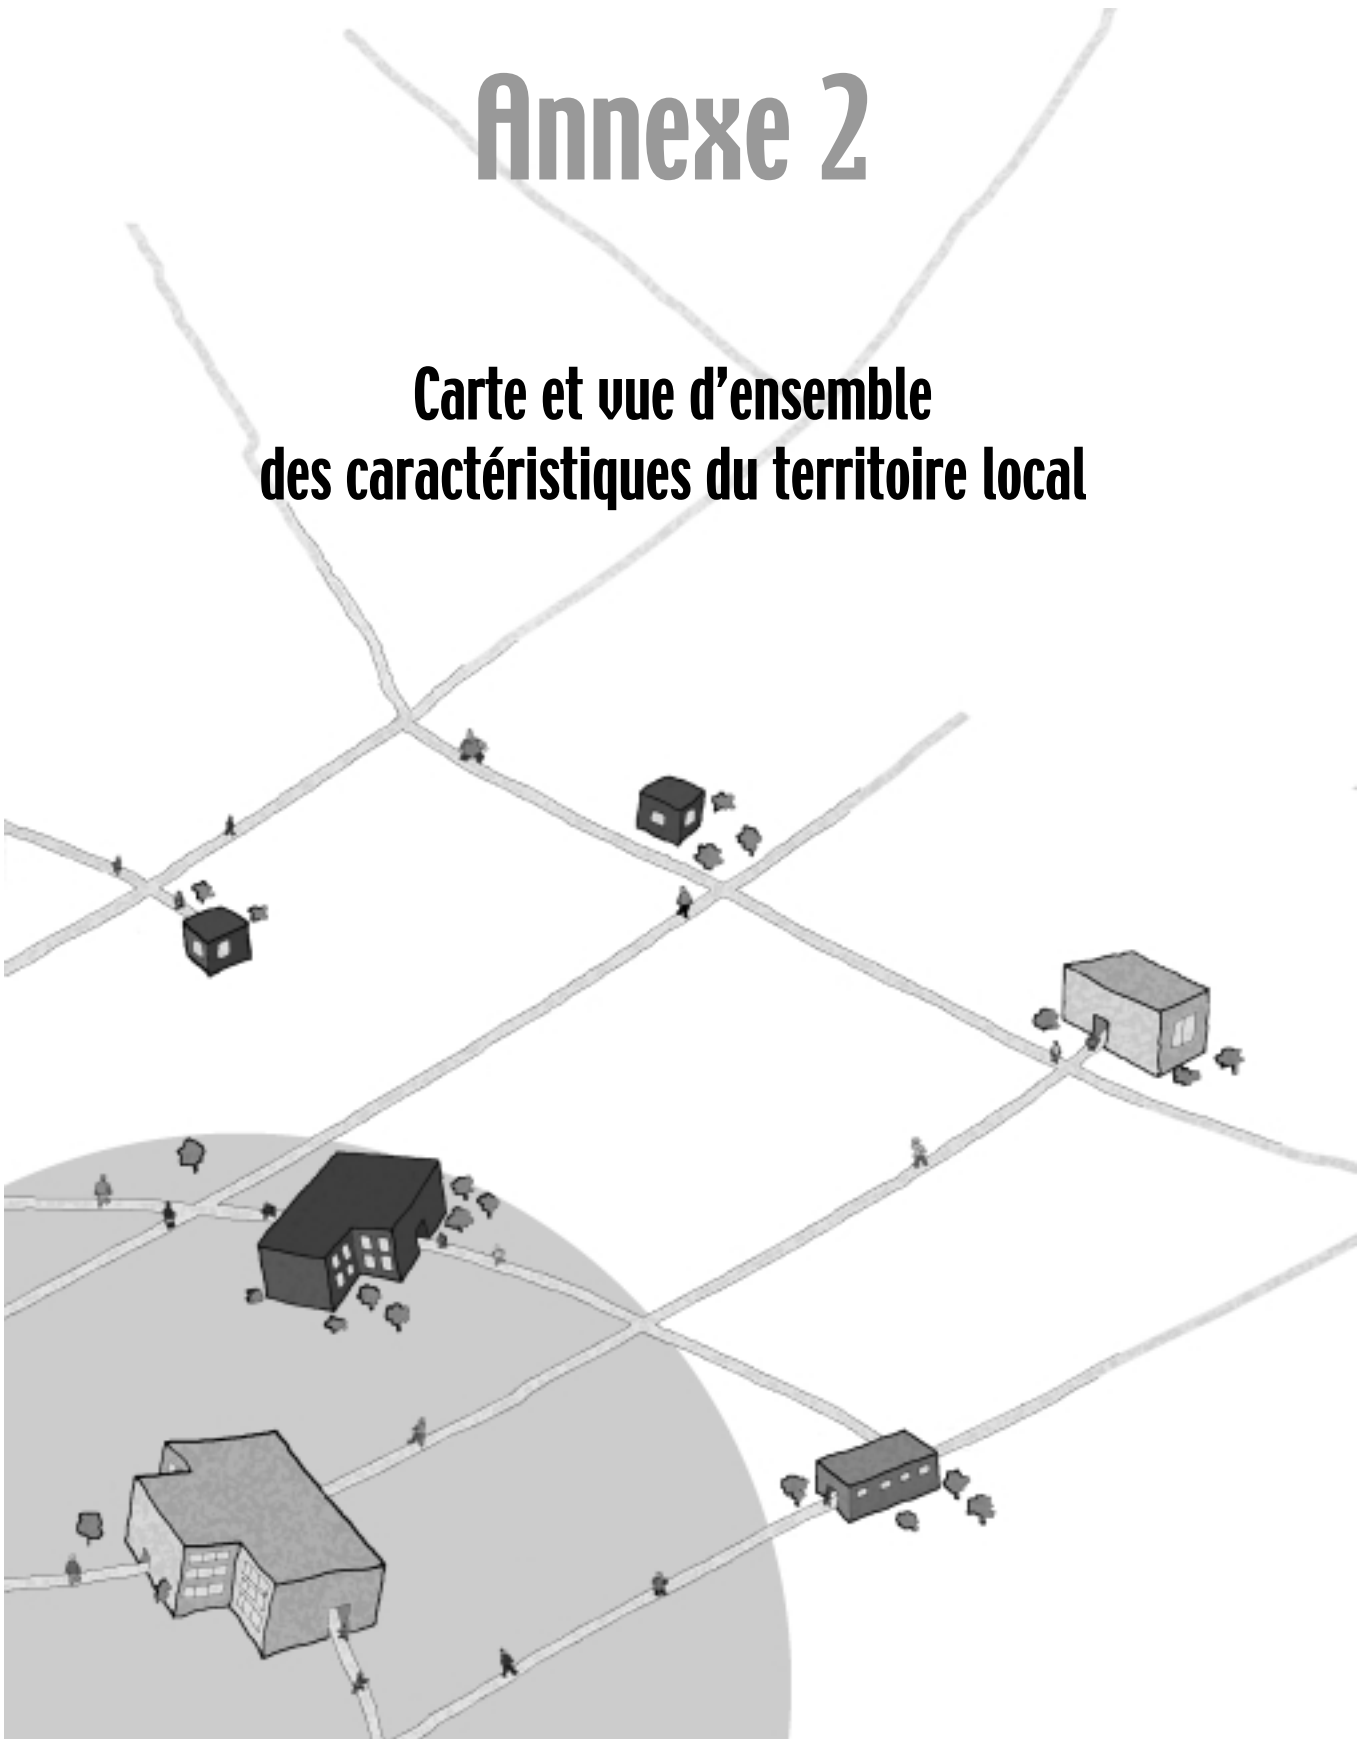 Annexe 2
Carte et vue d’ensemble
des caractéristiques du territoire local